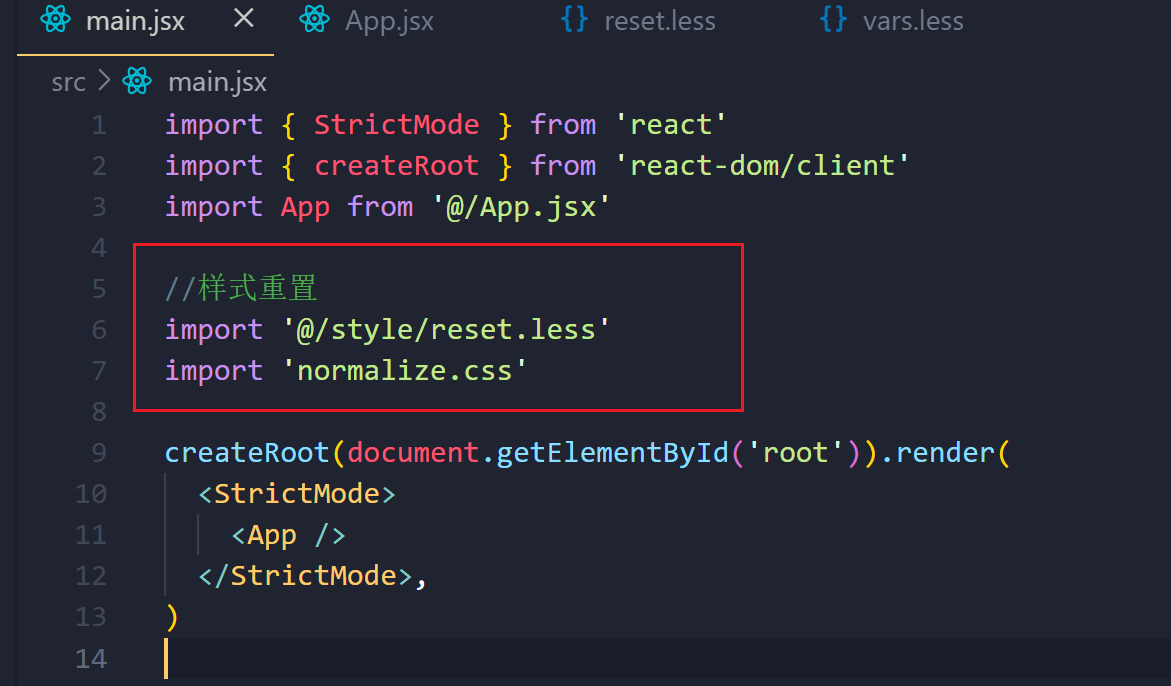 main.jsx App.jsx {} reset.less {} vars.less
src > main.jsx
1 import { StrictMode } from 'react'
2 import { createRoot } from 'react-dom/client'
3 import App from '@/App.jsx'
4
5 //样式重置
6 import '@/style/reset.less'
7 import 'normalize.css'
8
9 createRoot(document.getElementById('root')).render(
10 <StrictMode>
11 <App />
12 </StrictMode>,
13 )
14